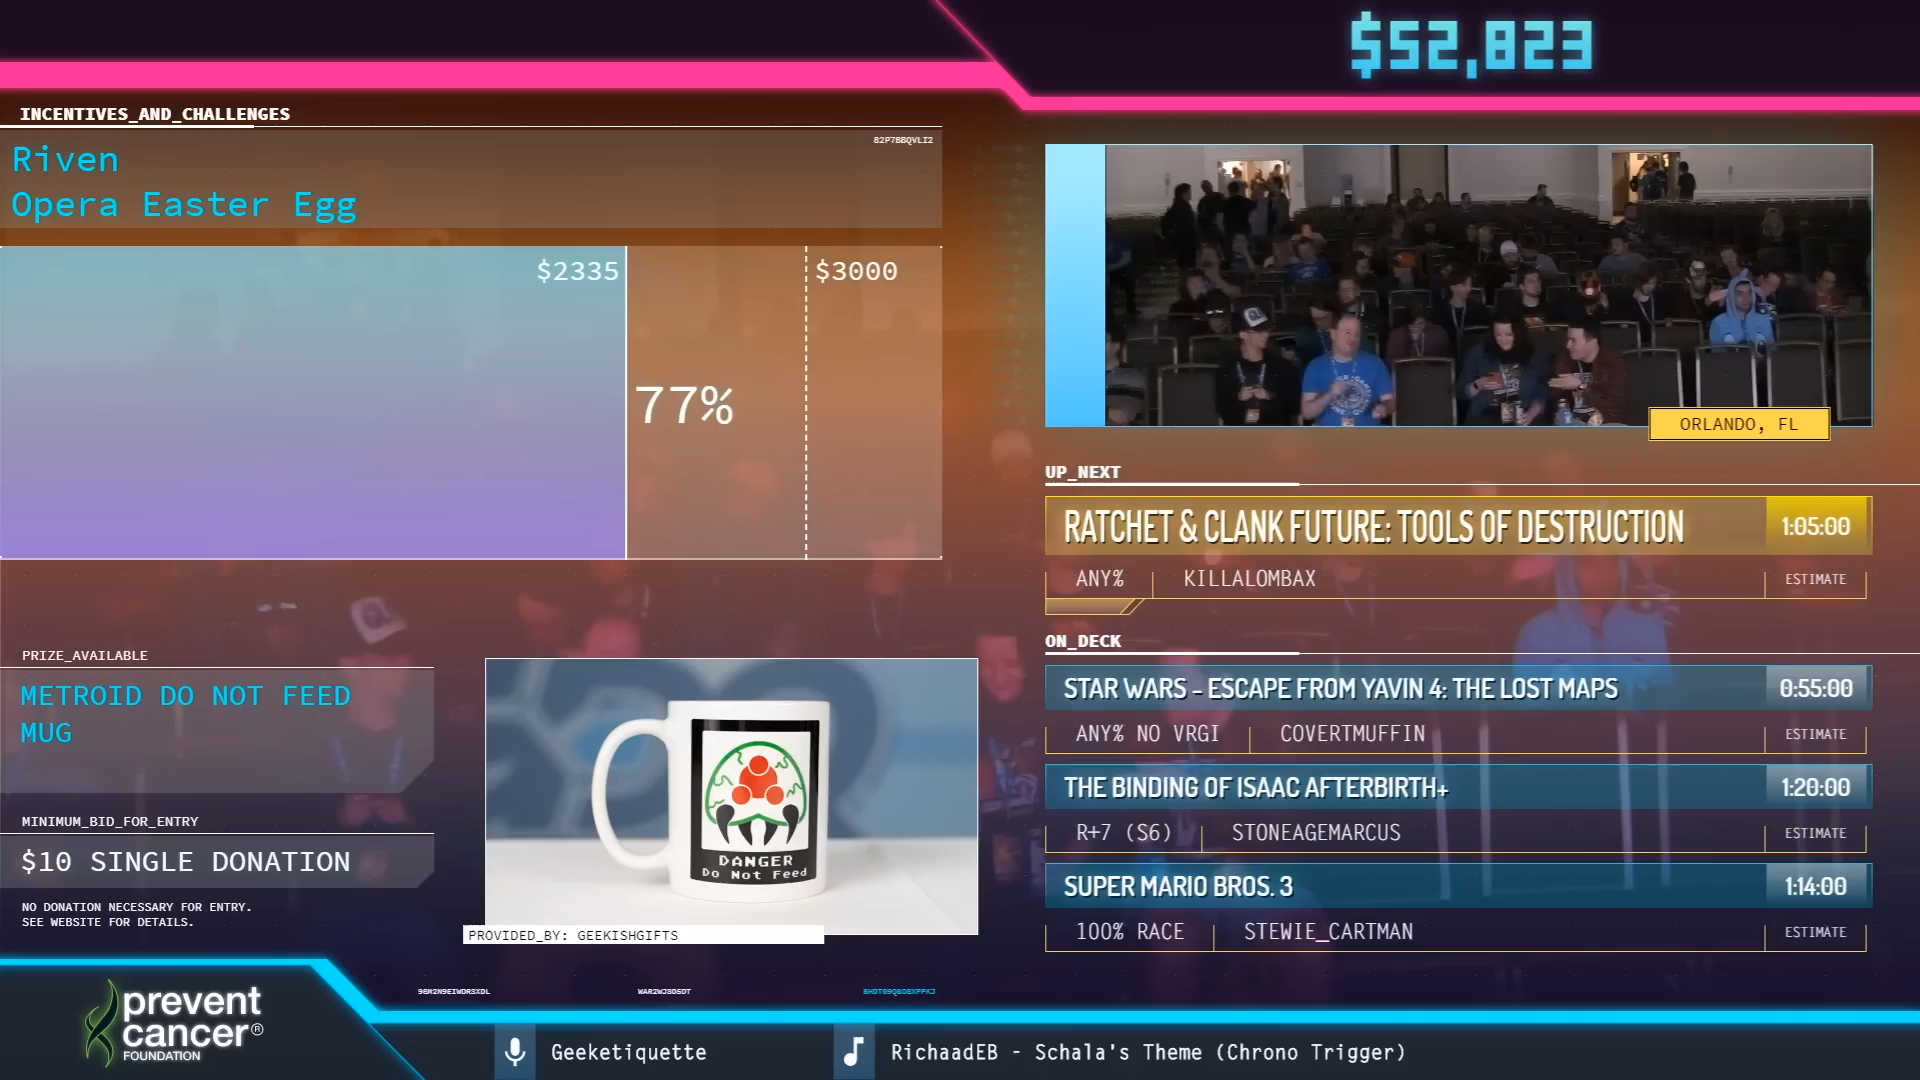 $52,823
INCENTIVES_AND_CHALLENGES
Riven
Opera Easter Egg
$2335
$3000
77%
ORLANDO, FL
UP_NEXT
RATCHET & CLANK FUTURE: TOOLS OF DESTRUCTION
1:05:00
ANY%
KILLALOMBAX
ESTIMATE
ON_DECK
STAR WARS - ESCAPE FROM YAVIN 4: THE LOST MAPS
0:55:00
ANY% NO VRGI
COVERTMUFFIN
ESTIMATE
THE BINDING OF ISAAC AFTERBIRTH+
1:20:00
R+7 (S6)
STONEAGEMARCUS
ESTIMATE
SUPER MARIO BROS. 3
1:14:00
100% RACE
STEWIE_CARTMAN
ESTIMATE
PRIZE_AVAILABLE
METROID DO NOT FEED
MUG
MINIMUM_BID_FOR_ENTRY
$10 SINGLE DONATION
NO DONATION NECESSARY FOR ENTRY.
SEE WEBSITE FOR DETAILS.
DANGER
Do Not Feed
PROVIDED_BY: GEEKISHGIFTS
prevent
cancer®
FOUNDATION
Geeketiquette
RichaadEB - Schala's Theme (Chrono Trigger)